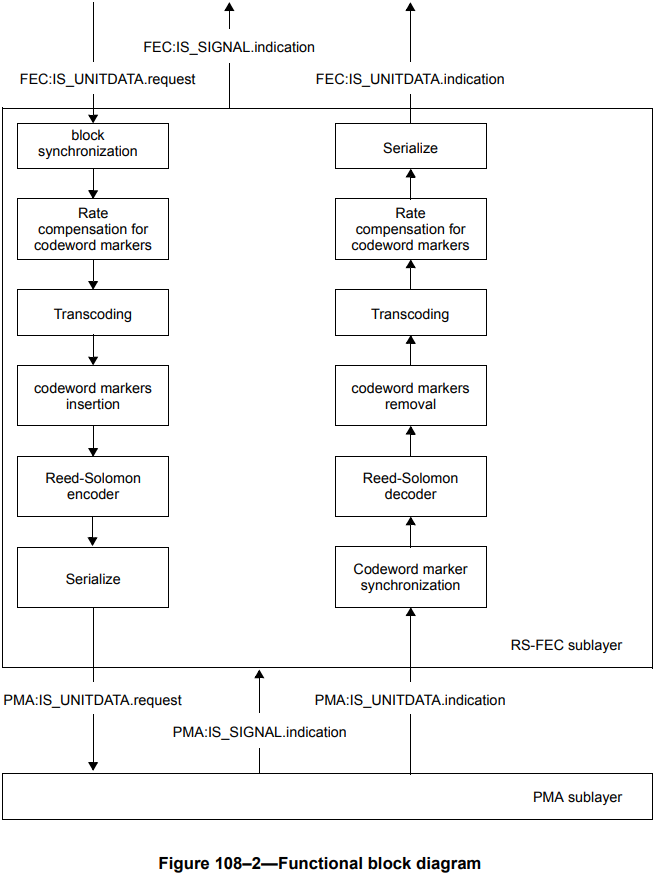 FEC:IS_SIGNAL.indication
FEC:IS_UNITDATA.request
FEC:IS_UNITDATA.indication
block
synchronization
Serialize
Rate
compensation for
codeword markers
Rate
compensation for
codeword markers
Transcoding
Transcoding
codeword markers
insertion
codeword markers
removal
Reed-Solomon
encoder
Reed-Solomon
decoder
Serialize
Codeword marker
synchronization
RS-FEC sublayer
PMA:IS_UNITDATA.request
PMA:IS_UNITDATA.indication
PMA:IS_SIGNAL.indication
PMA sublayer
Figure 108–2—Functional block diagram